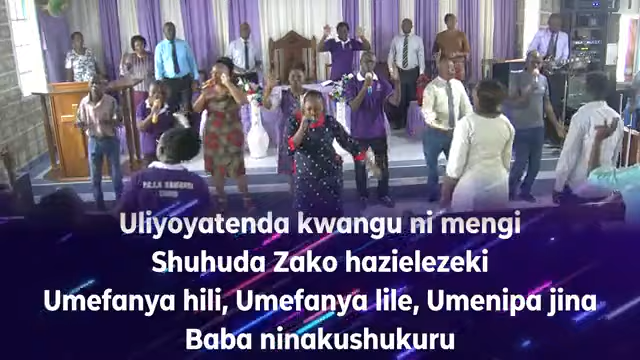 Uliyoyatenda kwangu ni mengi
Shuhuda Zako hazielezeki
Umefanya hili, Umefanya lile, Umenipa jina
Baba ninakushukuru